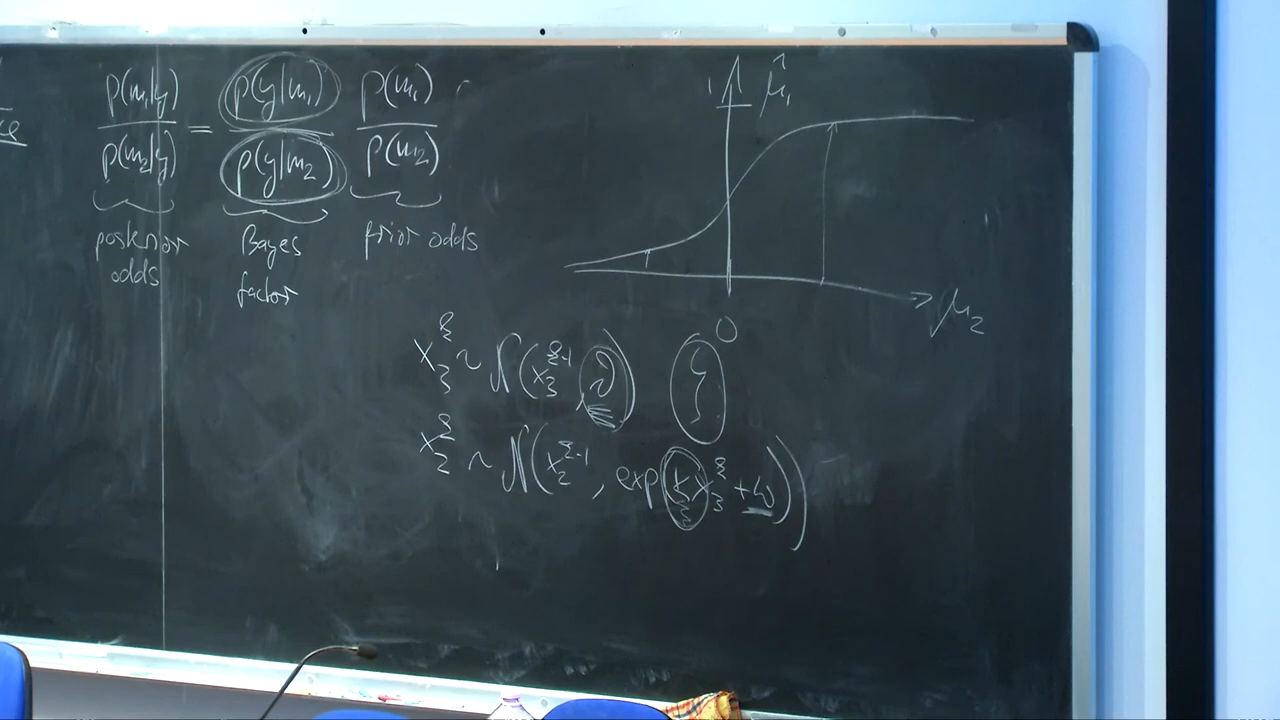 p(m₁|y) / p(m₂|y) = p(y|m₁) / p(y|m₂) p(m₁) / p(m₂)
posterior odds
Bayes factor
prior odds
1
μ̂₁
μ₂
0
x₃ ~ N(x₃
x₂ ~ N(x₂ , exp( x₃ + ω))